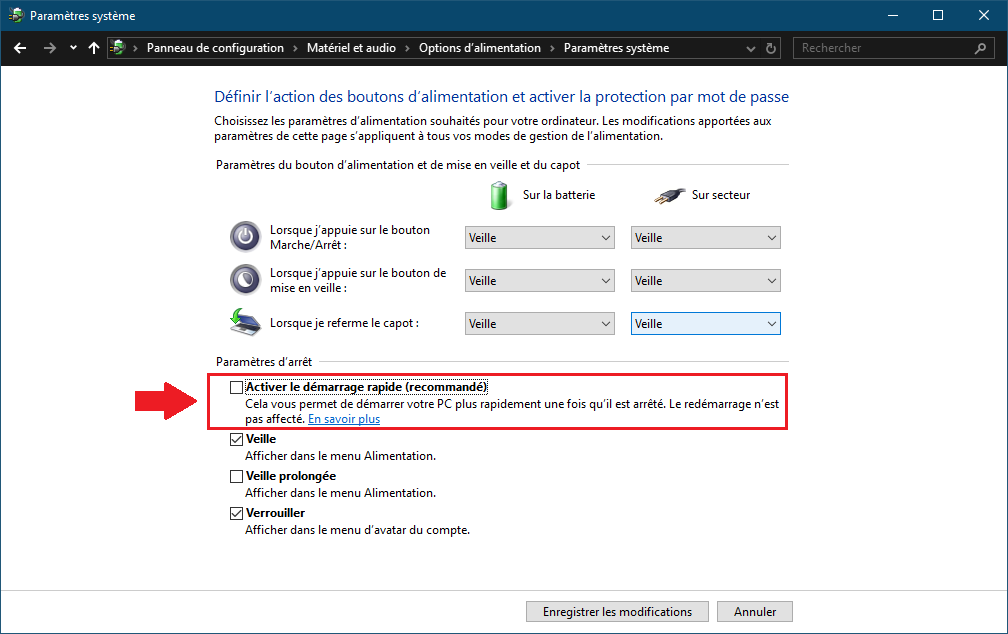 Paramètres système
Panneau de configuration > Matériel et audio > Options d’alimentation > Paramètres système
Rechercher
Définir l’action des boutons d’alimentation et activer la protection par mot de passe
Choisissez les paramètres d’alimentation souhaités pour votre ordinateur. Les modifications apportées aux
paramètres de cette page s’appliquent à tous vos modes de gestion de l’alimentation.
Paramètres du bouton d’alimentation et de mise en veille et du capot
Sur la batterie
Sur secteur
Lorsque j’appuie sur le bouton
Marche/Arrêt :
Veille
Veille
Lorsque j’appuie sur le bouton de
mise en veille :
Veille
Veille
Lorsque je referme le capot :
Veille
Veille
Paramètres d’arrêt
Activer le démarrage rapide (recommandé)
Cela vous permet de démarrer votre PC plus rapidement une fois qu’il est arrêté. Le redémarrage n’est
pas affecté. En savoir plus
Veille
Afficher dans le menu Alimentation.
Veille prolongée
Afficher dans le menu Alimentation.
Verrouiller
Afficher dans le menu d’avatar du compte.
Enregistrer les modifications
Annuler